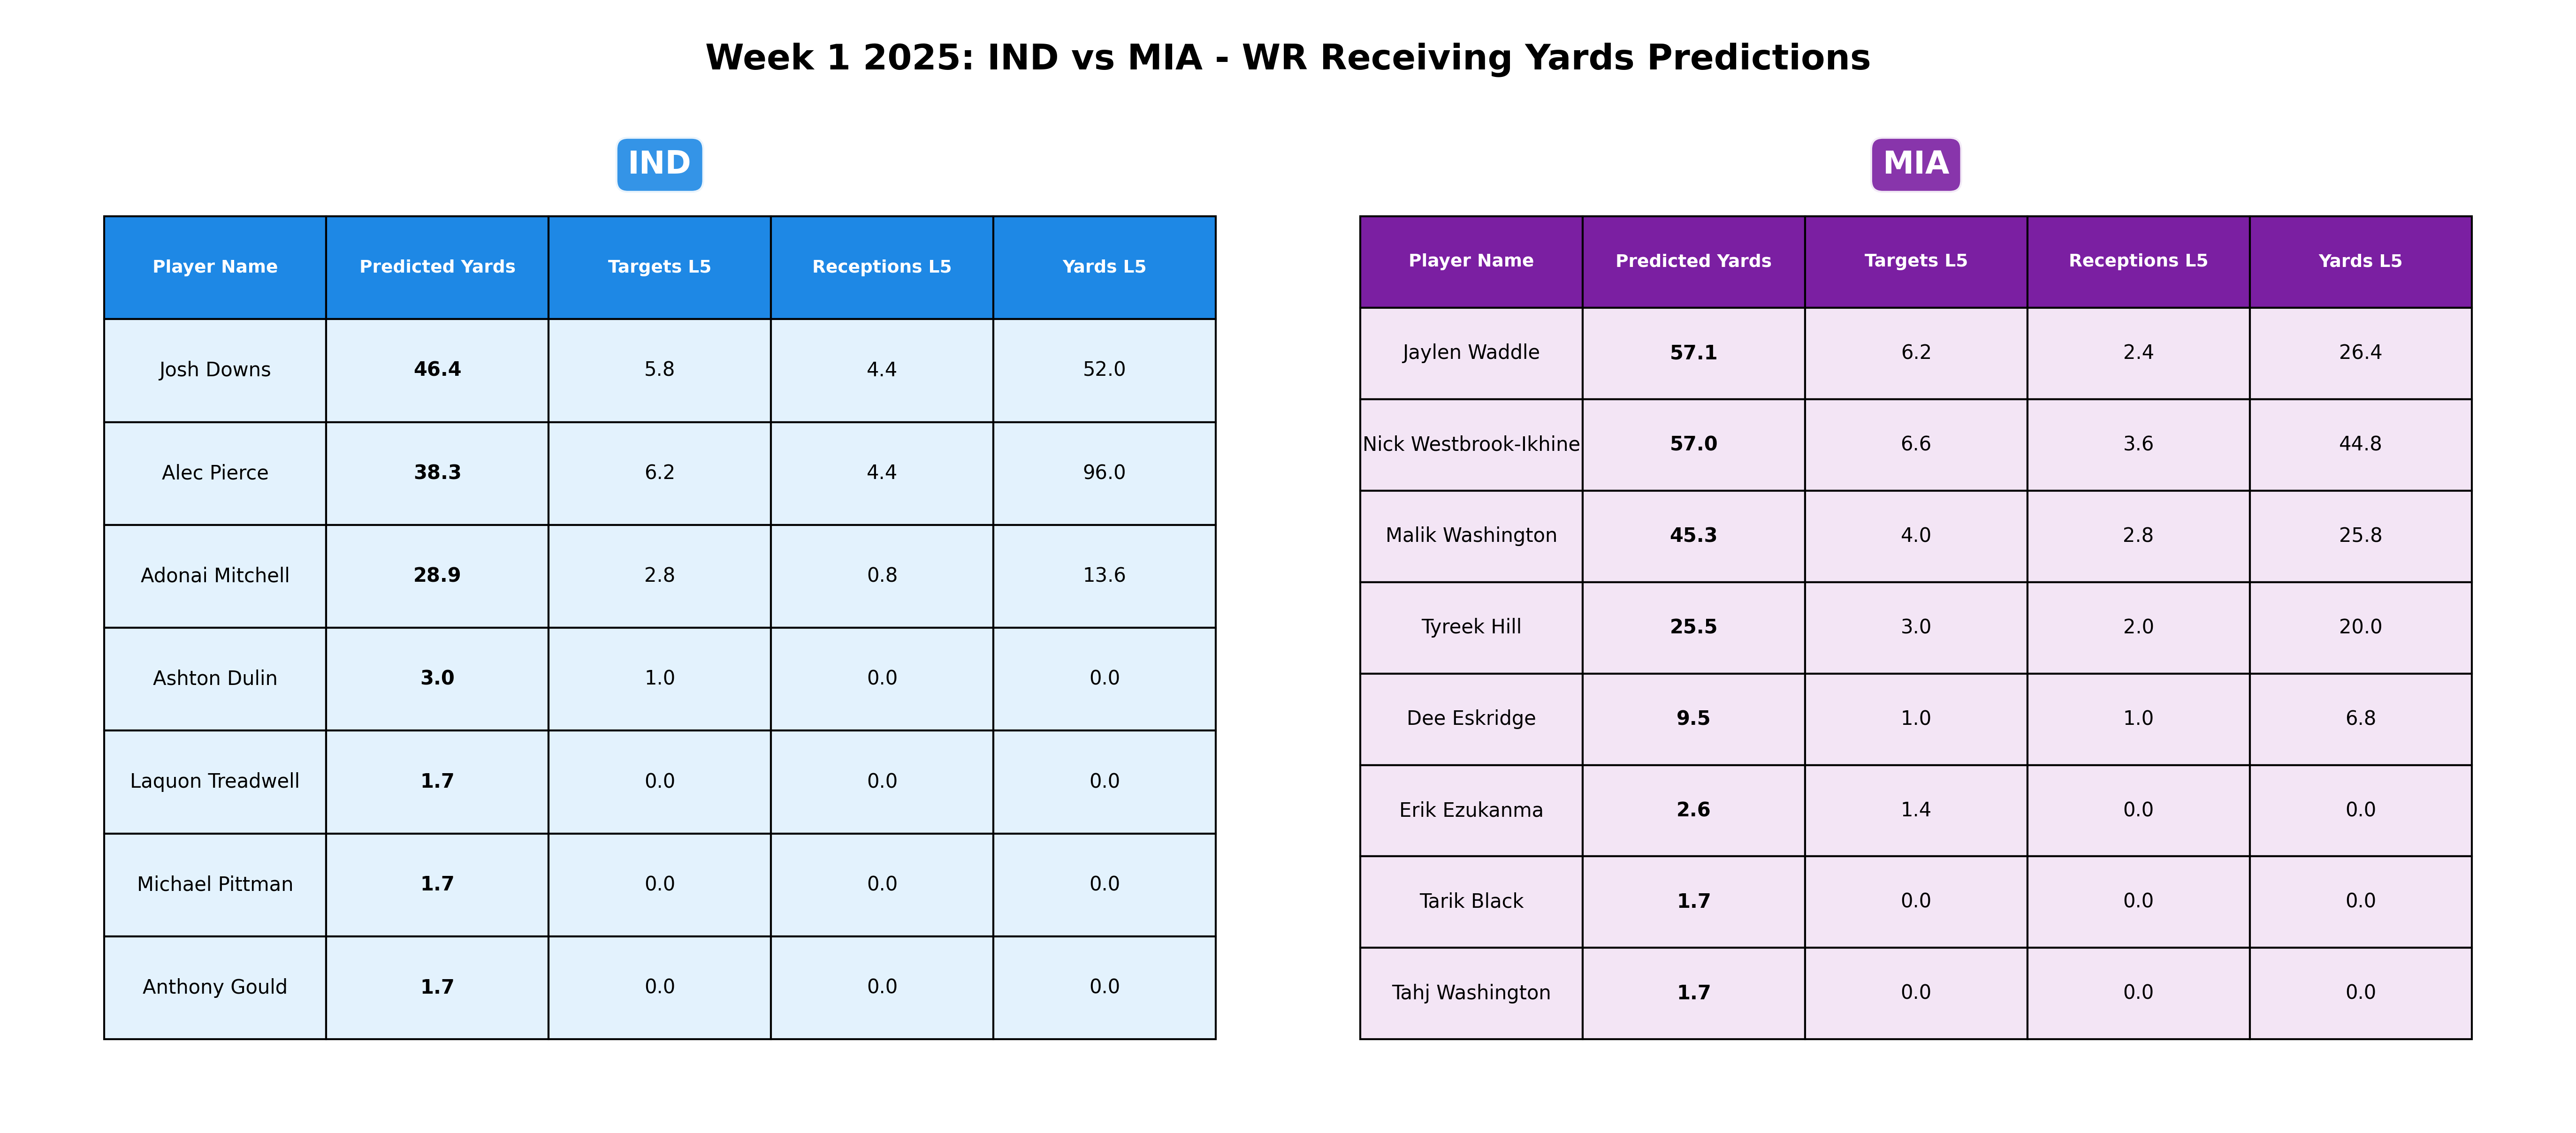 Week 1 2025: IND vs MIA - WR Receiving Yards Predictions
IND
Player Name Predicted Yards Targets L5 Receptions L5 Yards L5
Josh Downs 46.4 5.8 4.4 52.0
Alec Pierce 38.3 6.2 4.4 96.0
Adonai Mitchell 28.9 2.8 0.8 13.6
Ashton Dulin 3.0 1.0 0.0 0.0
Laquon Treadwell 1.7 0.0 0.0 0.0
Michael Pittman 1.7 0.0 0.0 0.0
Anthony Gould 1.7 0.0 0.0 0.0
MIA
Player Name Predicted Yards Targets L5 Receptions L5 Yards L5
Jaylen Waddle 57.1 6.2 2.4 26.4
Nick Westbrook-Ikhine 57.0 6.6 3.6 44.8
Malik Washington 45.3 4.0 2.8 25.8
Tyreek Hill 25.5 3.0 2.0 20.0
Dee Eskridge 9.5 1.0 1.0 6.8
Erik Ezukanma 2.6 1.4 0.0 0.0
Tarik Black 1.7 0.0 0.0 0.0
Tahj Washington 1.7 0.0 0.0 0.0